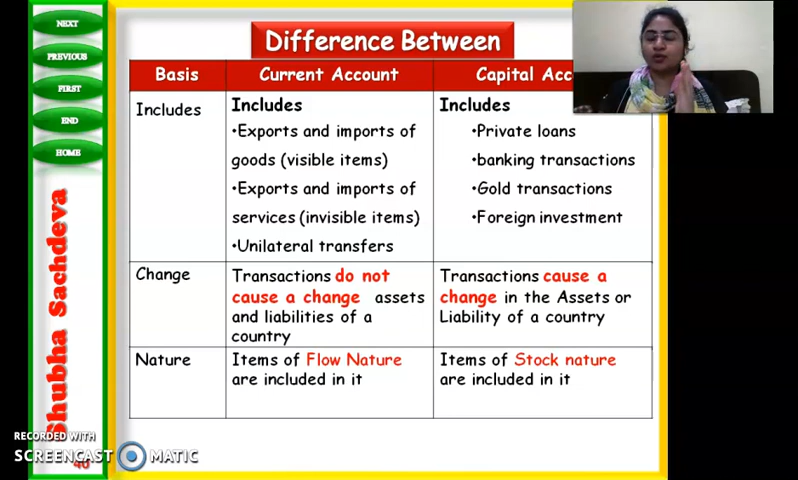 NEXT
PREVIOUS
FIRST
END
HOME
Shubha Sachdeva
Difference Between
Basis
Current Account
Capital Acc
Includes
Includes
•Exports and imports of
goods (visible items)
•Exports and imports of
services (invisible items)
•Unilateral transfers
Includes
•Private loans
•banking transactions
•Gold transactions
•Foreign investment
Change
Transactions do not
cause a change assets
and liabilities of a
country
Transactions cause a
change in the Assets or
Liability of a country
Nature
Items of Flow Nature
are included in it
Items of Stock nature
are included in it
RECORDED WITH
SCREENCAST MATIC
40